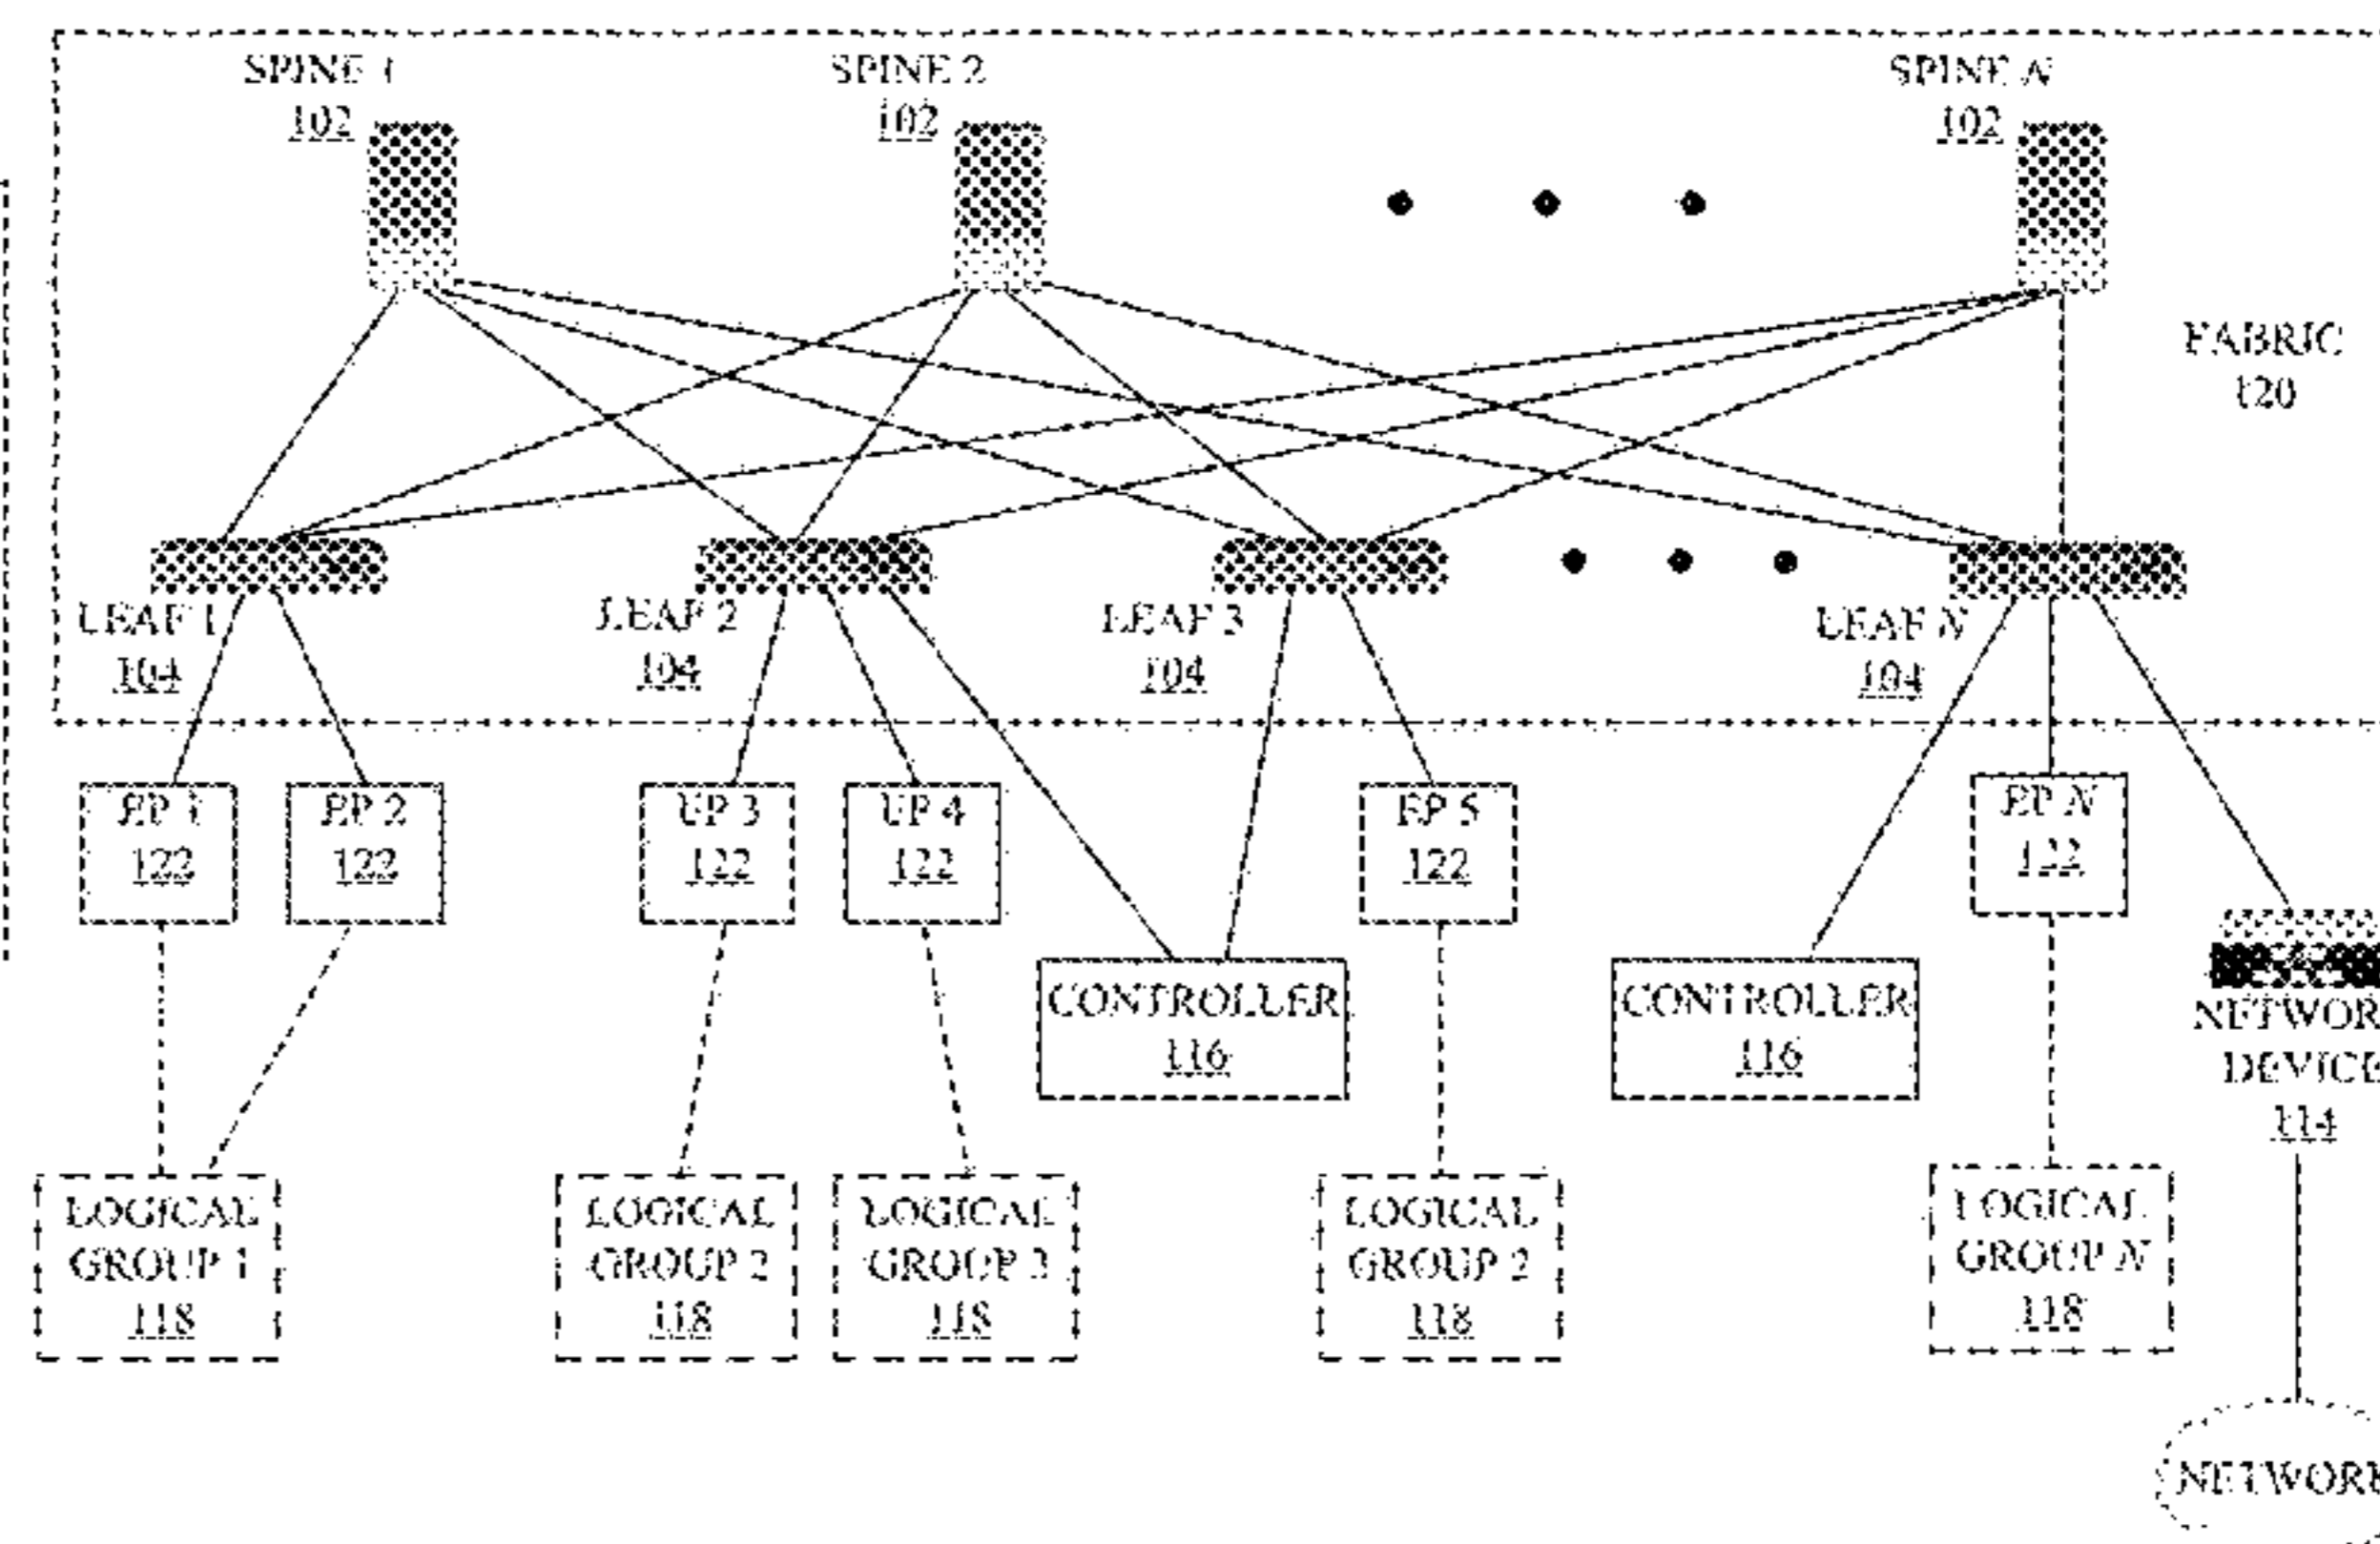 SPINE 1
102
SPINE 2
102
SPINE N
102
FABRIC
120
LEAF 1
104
LEAF 2
104
LEAF 3
104
LEAF N
104
EP 1
122
EP 2
122
EP 3
122
EP 4
122
EP 5
122
EP N
122
CONTROLLER
116
CONTROLLER
116
NETWOR
DEVICE
114
LOGICAL
GROUP 1
118
LOGICAL
GROUP 2
118
LOGICAL
GROUP 3
118
LOGICAL
GROUP 2
118
LOGICAL
GROUP N
118
NETWORK